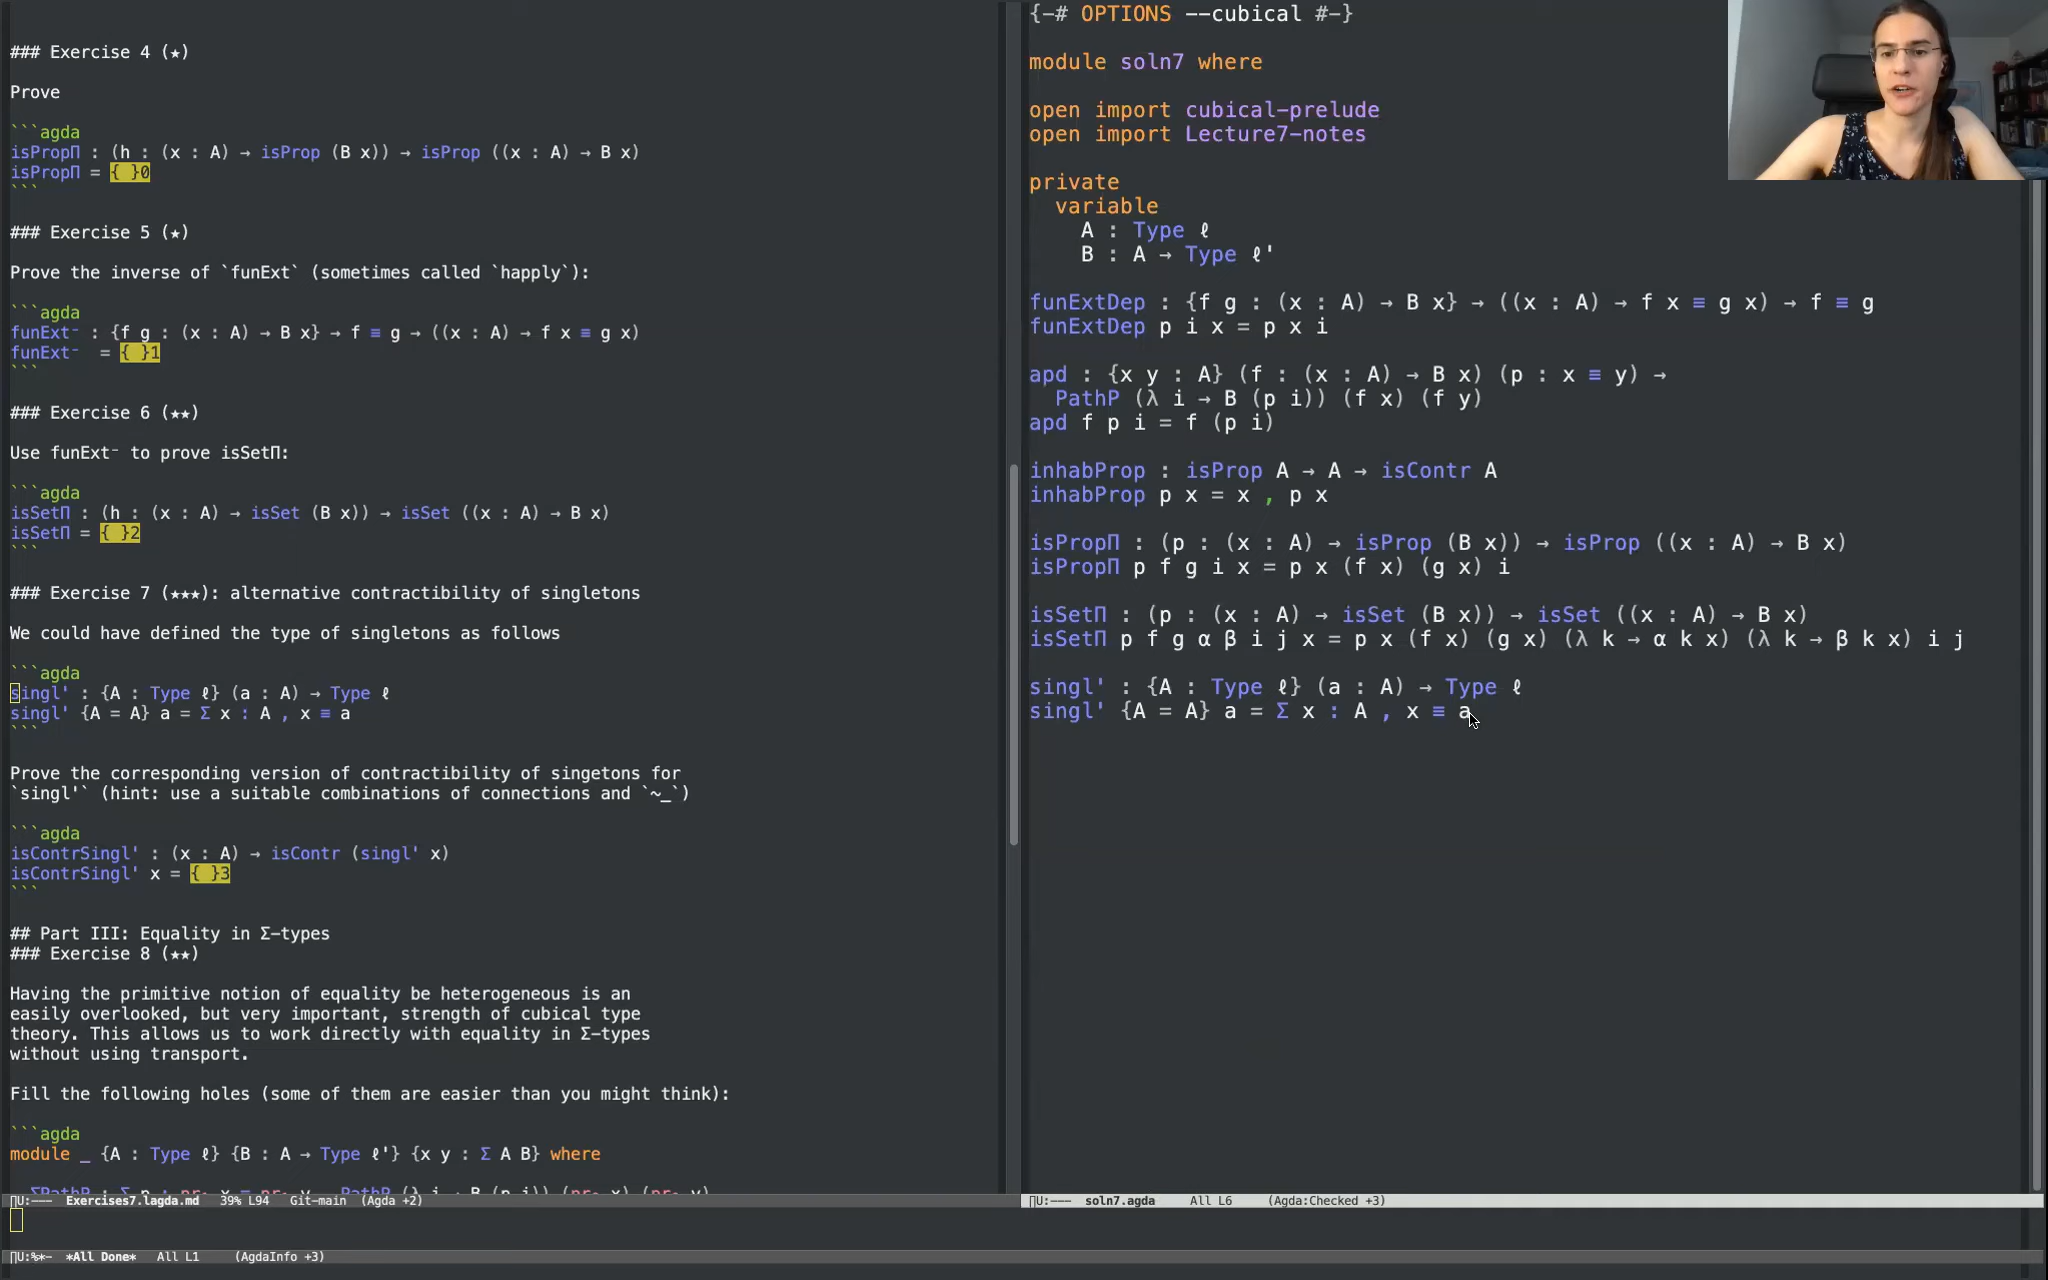 ### Exercise 4 (★)
Prove
```agda
isPropΠ : (h : (x : A) → isProp (B x)) → isProp ((x : A) → B x)
isPropΠ = { }0
```
### Exercise 5 (★)
Prove the inverse of `funExt` (sometimes called `happly`):
```agda
funExt⁻ : {f g : (x : A) → B x} → f ≡ g → ((x : A) → f x ≡ g x)
funExt⁻  = { }1
```
### Exercise 6 (★★)
Use funExt⁻ to prove isSetΠ:
```agda
isSetΠ : (h : (x : A) → isSet (B x)) → isSet ((x : A) → B x)
isSetΠ = { }2
```
### Exercise 7 (★★★): alternative contractibility of singletons
We could have defined the type of singletons as follows
```agda
singl' : {A : Type ℓ} (a : A) → Type ℓ
singl' {A = A} a = Σ x : A , x ≡ a
```
Prove the corresponding version of contractibility of singetons for
`singl'` (hint: use a suitable combinations of connections and `~_`)
```agda
isContrSingl' : (x : A) → isContr (singl' x)
isContrSingl' x = { }3
```
## Part III: Equality in Σ-types
### Exercise 8 (★★)
Having the primitive notion of equality be heterogeneous is an
easily overlooked, but very important, strength of cubical type
theory. This allows us to work directly with equality in Σ-types
without using transport.
Fill the following holes (some of them are easier than you might think):
```agda
module _ {A : Type ℓ} {B : A → Type ℓ'} {x y : Σ A B} where
U:--- Exercises7.lagda.md 39% L94 Git-main (Agda +2)
U:%*- *All Done* All L1 (AgdaInfo +3)
{-# OPTIONS --cubical #-}
module soln7 where
open import cubical-prelude
open import Lecture7-notes
private
variable
A : Type ℓ
B : A → Type ℓ'
funExtDep : {f g : (x : A) → B x} → ((x : A) → f x ≡ g x) → f ≡ g
funExtDep p i x = p x i
apd : {x y : A} (f : (x : A) → B x) (p : x ≡ y) →
PathP (λ i → B (p i)) (f x) (f y)
apd f p i = f (p i)
inhabProp : isProp A → A → isContr A
inhabProp p x = x , p x
isPropΠ : (p : (x : A) → isProp (B x)) → isProp ((x : A) → B x)
isPropΠ p f g i x = p x (f x) (g x) i
isSetΠ : (p : (x : A) → isSet (B x)) → isSet ((x : A) → B x)
isSetΠ p f g α β i j x = p x (f x) (g x) (λ k → α k x) (λ k → β k x) i j
singl' : {A : Type ℓ} (a : A) → Type ℓ
singl' {A = A} a = Σ x : A , x ≡ a
U:--- soln7.agda All L6 (Agda:Checked +3)